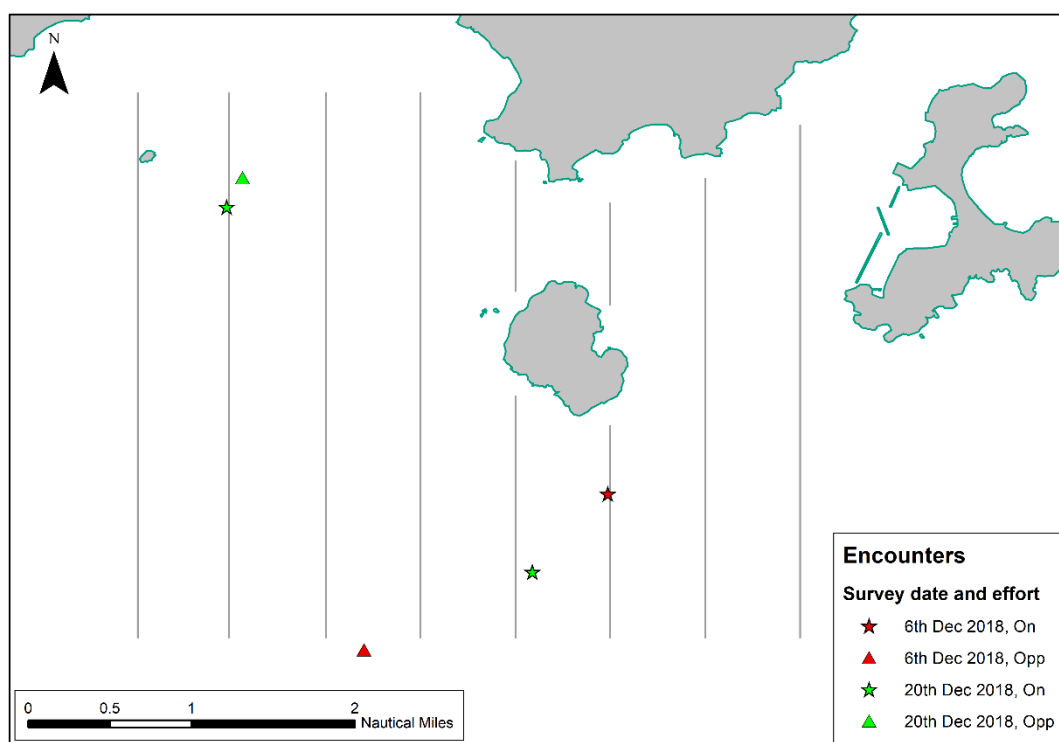 N
Encounters
Survey date and effort
6th Dec 2018, On
6th Dec 2018, Opp
20th Dec 2018, On
20th Dec 2018, Opp
0 0.5 1 2
Nautical Miles